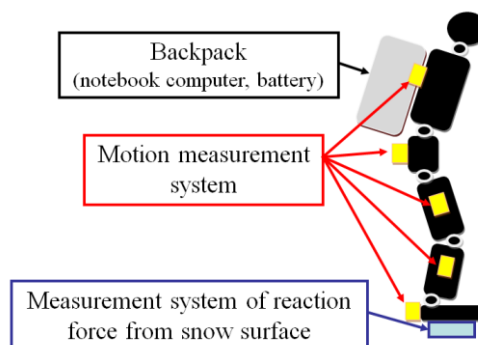 Backpack
(notebook computer, battery)
Motion measurement
system
Measurement system of reaction
force from snow surface